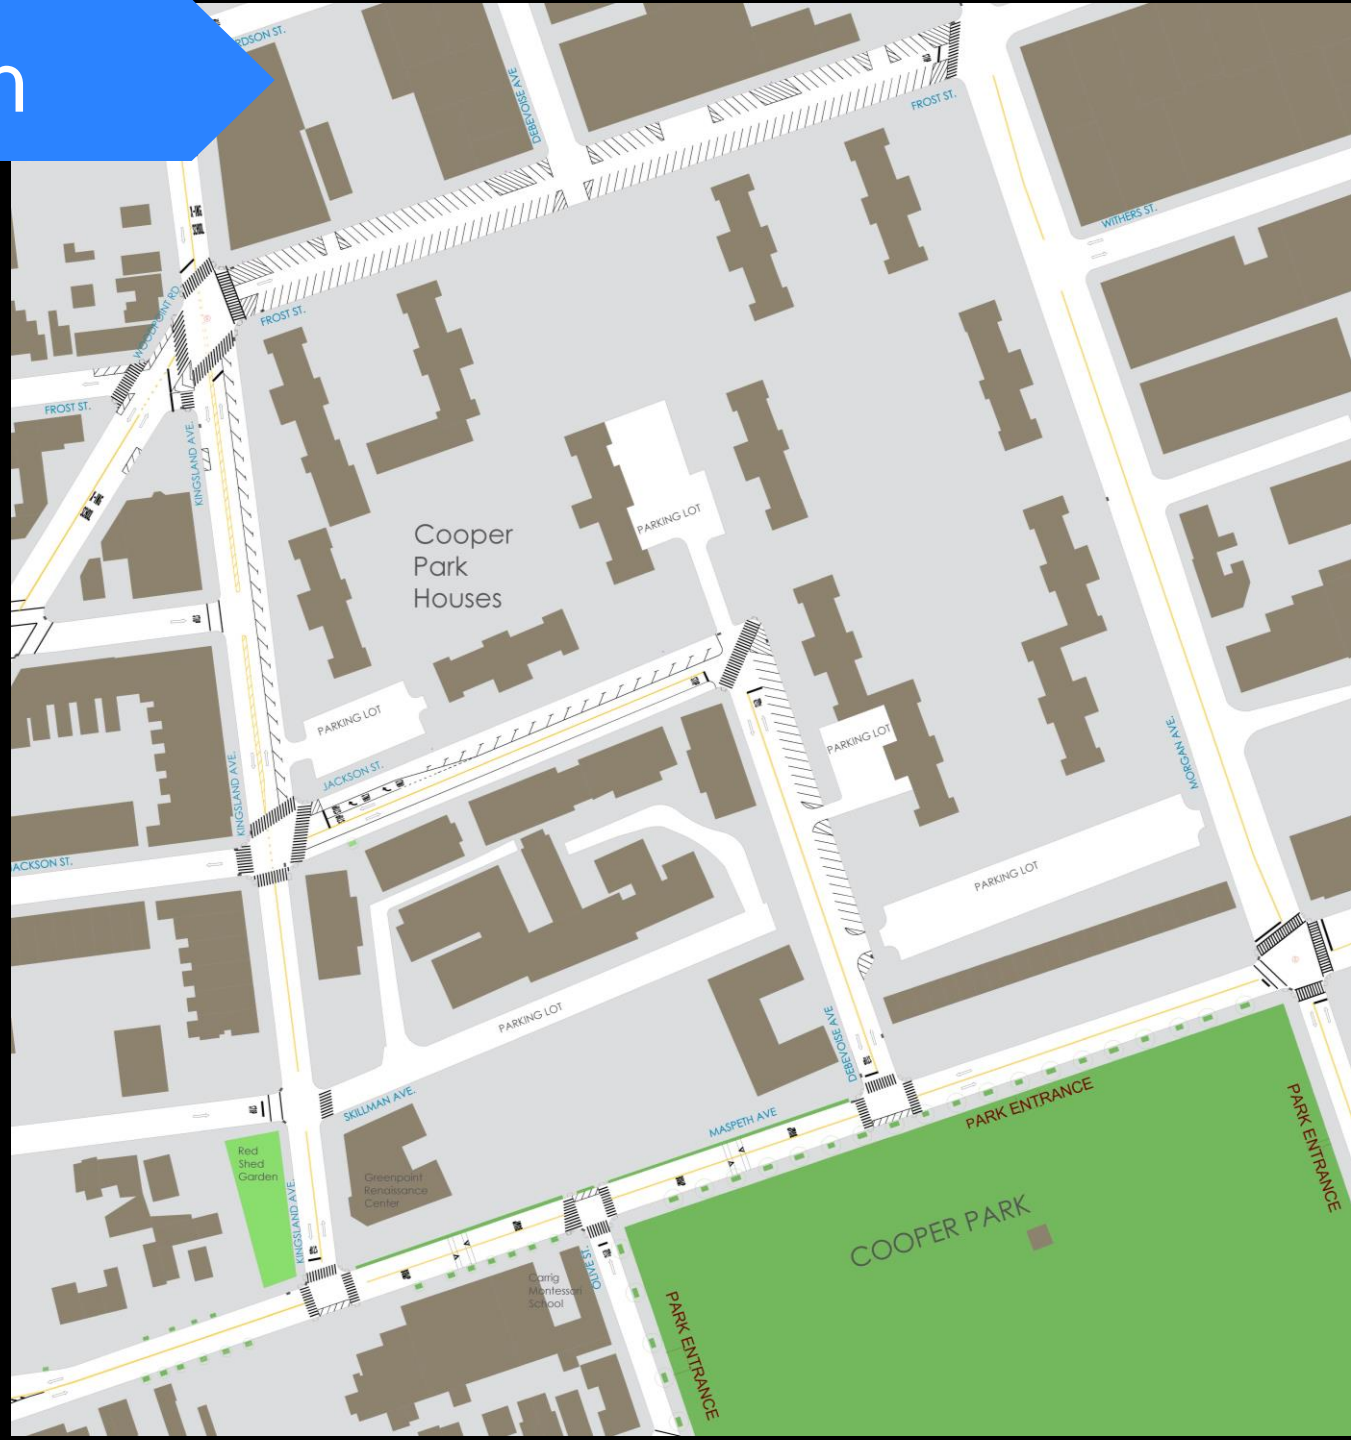 n
RDSON ST.
DEBEVOISE AVE
FROST ST.
WITHERS ST.
WOODPOINT RD.
FROST ST.
FROST ST.
KINGSLAND AVE.
Cooper
Park
Houses
PARKING LOT
PARKING LOT
PARKING LOT
MORGAN AVE.
KINGSLAND AVE.
JACKSON ST.
ACKSON ST.
PARKING LOT
PARKING LOT
DEBEVOISE AVE
SKILLMAN AVE.
MASPETH AVE
PARK ENTRANCE
PARK ENTRANCE
Red
Shed
Garden
KINGSLAND AVE.
Greenpoint
Renaissance
Center
OLIVE ST.
COOPER PARK
Carrig
Montessori
School
PARK ENTRANCE